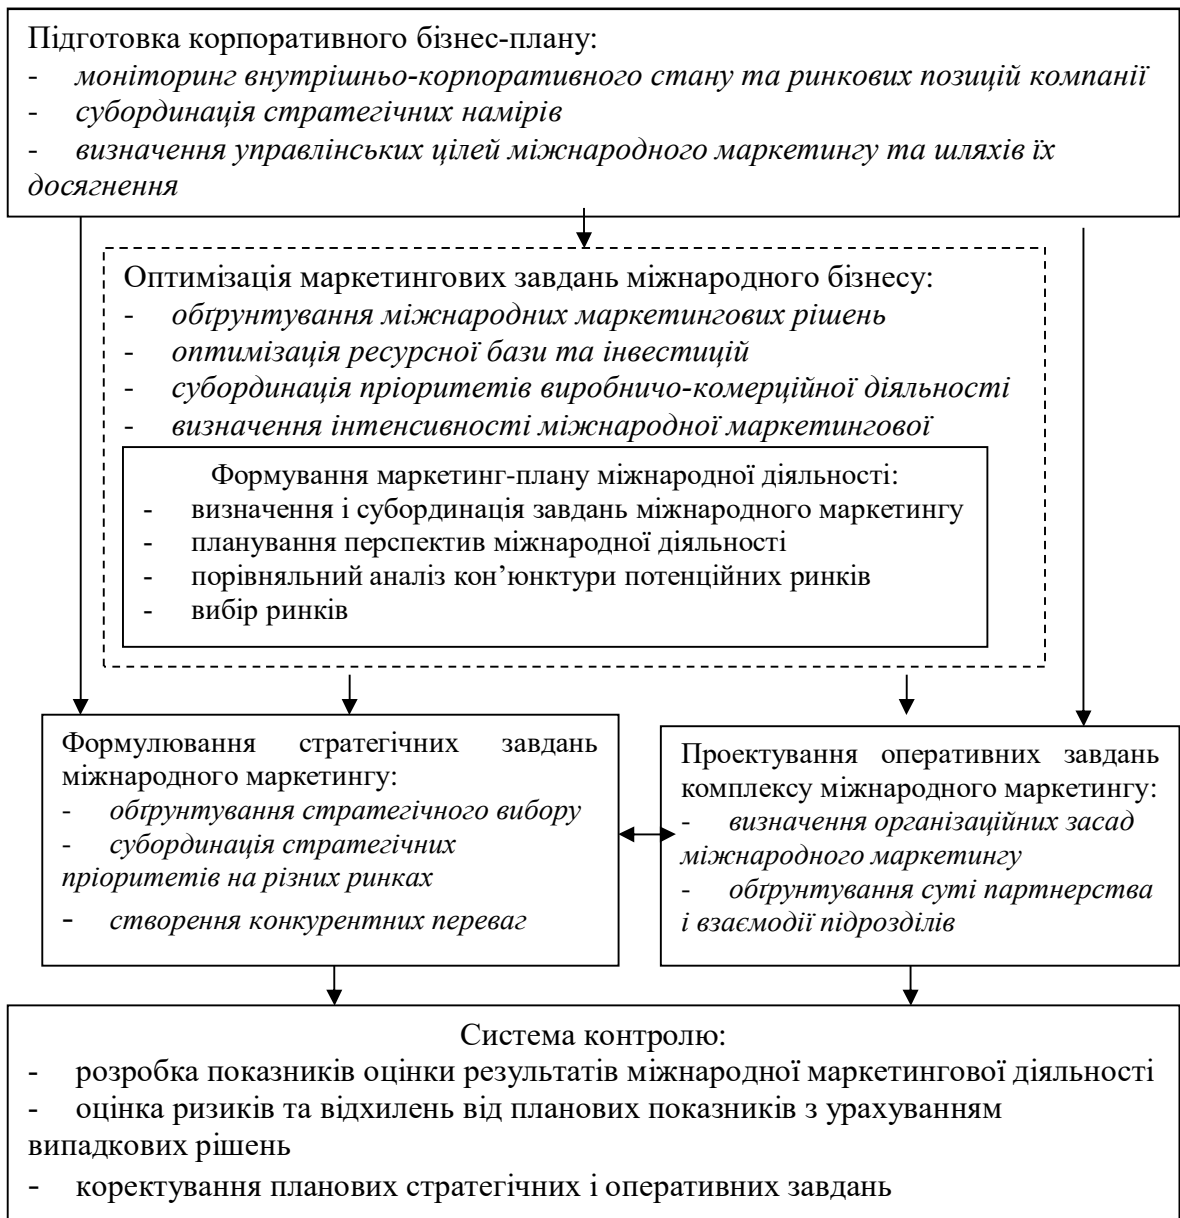 Підготовка корпоративного бізнес-плану:
- моніторинг внутрішньо-корпоративного стану та ринкових позицій компанії
- субординація стратегічних намірів
- визначення управлінських цілей міжнародного маркетингу та шляхів їх
досягнення
Оптимізація маркетингових завдань міжнародного бізнесу:
- обґрунтування міжнародних маркетингових рішень
- оптимізація ресурсної бази та інвестицій
- субординація пріоритетів виробничо-комерційної діяльності
- визначення інтенсивності міжнародної маркетингової
Формування маркетинг-плану міжнародної діяльності:
- визначення і субординація завдань міжнародного маркетингу
- планування перспектив міжнародної діяльності
- порівняльний аналіз кон’юнктури потенційних ринків
- вибір ринків
Формулювання стратегічних завдань
міжнародного маркетингу:
- обґрунтування стратегічного вибору
- субординація стратегічних
пріоритетів на різних ринках
- створення конкурентних переваг
Проектування оперативних завдань
комплексу міжнародного маркетингу:
- визначення організаційних засад
міжнародного маркетингу
- обґрунтування суті партнерства
і взаємодії підрозділів
Система контролю:
- розробка показників оцінки результатів міжнародної маркетингової діяльності
- оцінка ризиків та відхилень від планових показників з урахуванням
випадкових рішень
- коректування планових стратегічних і оперативних завдань